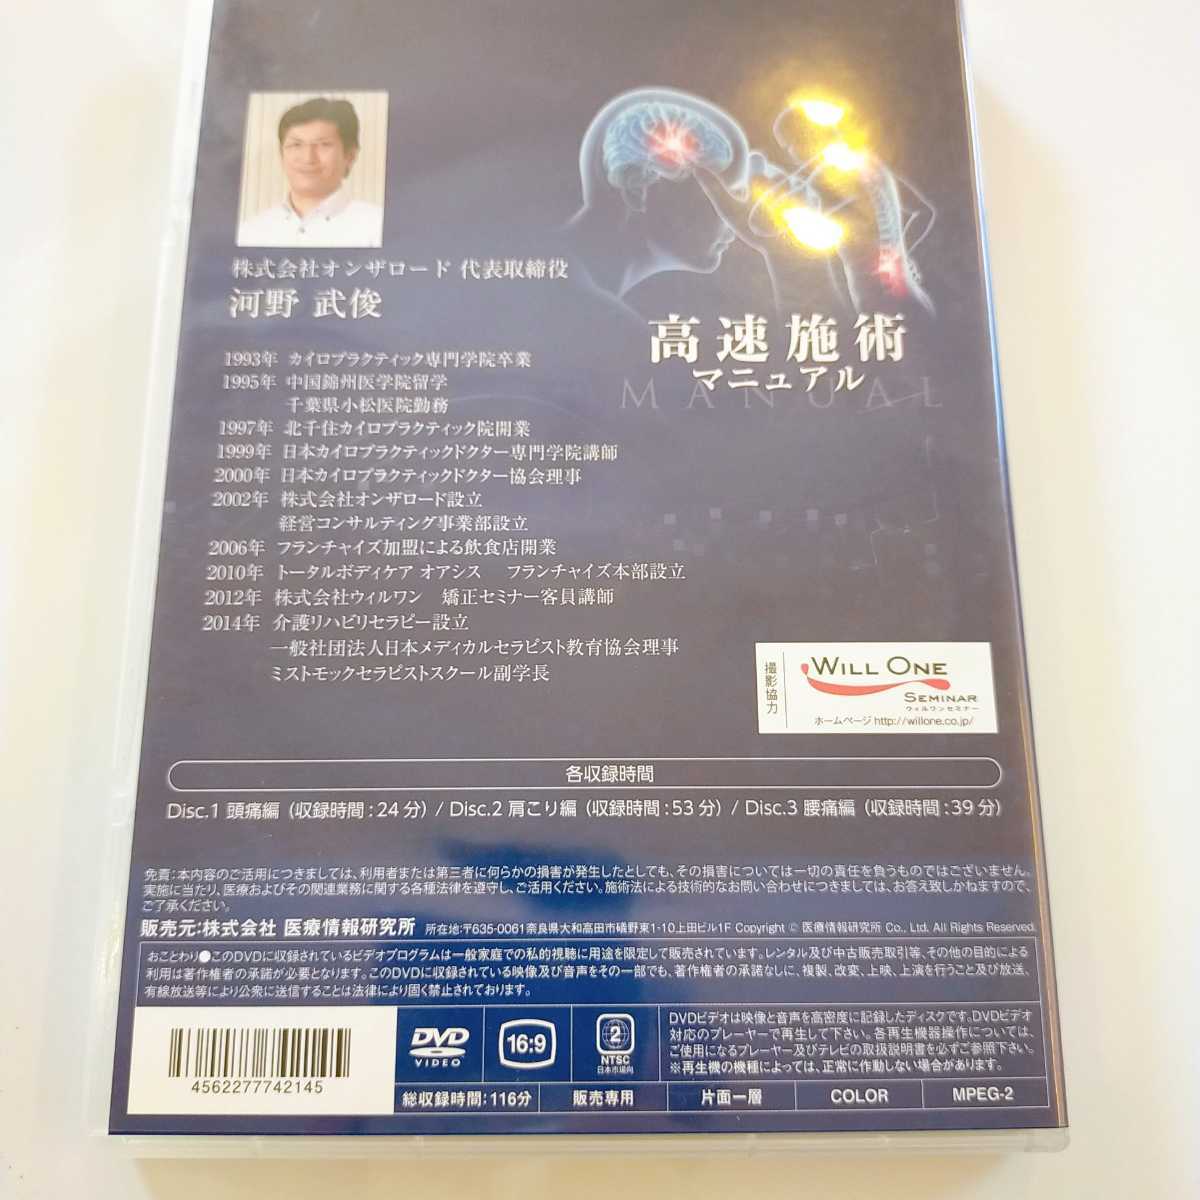 株式会社オンザロード 代表取締役
河野 武俊
1993年 カイロプラクティック専門学院卒業
1995年 中国錦州医学院留学
千葉県小松医院勤務
1997年 北千住カイロプラクティック院開業
1999年 日本カイロプラクティックドクター専門学院講師
2000年 日本カイロプラクティックドクター協会理事
2002年 株式会社オンザロード設立
経営コンサルティング事業部設立
2006年 フランチャイズ加盟による飲食店開業
2010年 トータルボディケア オアシス フランチャイズ本部設立
2012年 株式会社ウィルワン 矯正セミナー客員講師
2014年 介護リハビリセラピー設立
一般社団法人日本メディカルセラピスト教育協会理事
ミストモックセラピストスクール副学長
高速施術
マニュアル
MANUAL
撮影協力
WILL ONE
SEMINAR
ウィルワンセミナー
ホームページ http://willone.co.jp/
各収録時間
Disc.1 頭痛編（収録時間：24分）/ Disc.2 肩こり編（収録時間：53分）/ Disc.3 腰痛編（収録時間：39分）
免責：本内容のご活用につきましては、利用者または第三者に何らかの損害が発生したとしても、その損害については一切の責任を負うものではございません。
実施に当たり、医療およびその関連業務に関する各種法律を遵守し、ご活用ください。施術法による技術的なお問い合わせにつきましては、お答え致しかねますので、
ご了承ください。
販売元：株式会社 医療情報研究所 所在地：〒635-0061奈良県大和高田市礒野東1-10上田ビル1F Copyright © 医療情報研究所 Co., Ltd. All Rights Reserved.
おことわり●このDVDに収録されているビデオプログラムは一般家庭での私的視聴に用途を限定して販売されています。レンタル及び中古販売取引等、その他の目的による
利用は著作権者の承諾が必要となります。このDVDに収録されている映像及び音声をその一部でも、著作権者の承諾なしに、複製、改変、上映、上演を行うこと及び放送、
有線放送等により公衆に送信することは法律により固く禁止されております。
4562277742145
DVD
VIDEO
16:9
2
NTSC
日本市場向
DVDビデオは映像と音声を高密度に記録したディスクです。DVDビデオ
対応のプレーヤーで再生して下さい。各再生機器操作については、
ご使用になるプレーヤー及びテレビの取扱説明書を必ずご参照下さい。
※再生機の機種によっては、正常に作動しない場合があります。
総収録時間：116分
販売専用
片面一層
COLOR
MPEG-2